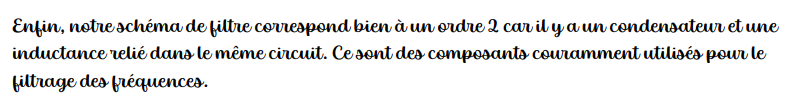 Enfin, notre schéma de filtre correspond bien à un ordre 2 car il y a un condensateur et une
inductance relié dans le même circuit. Ce sont des composants couramment utilisés pour le
filtrage des fréquences.